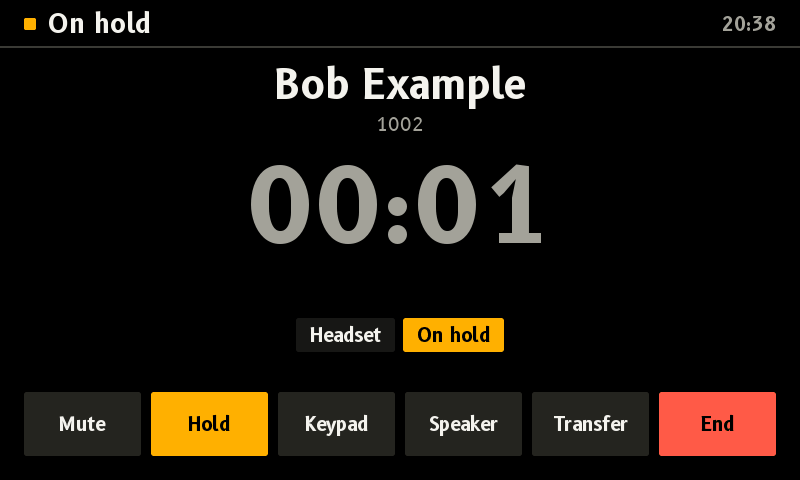 On hold 20:38
Bob Example
1002
00:01
Headset On hold
Mute Hold Keypad Speaker Transfer End